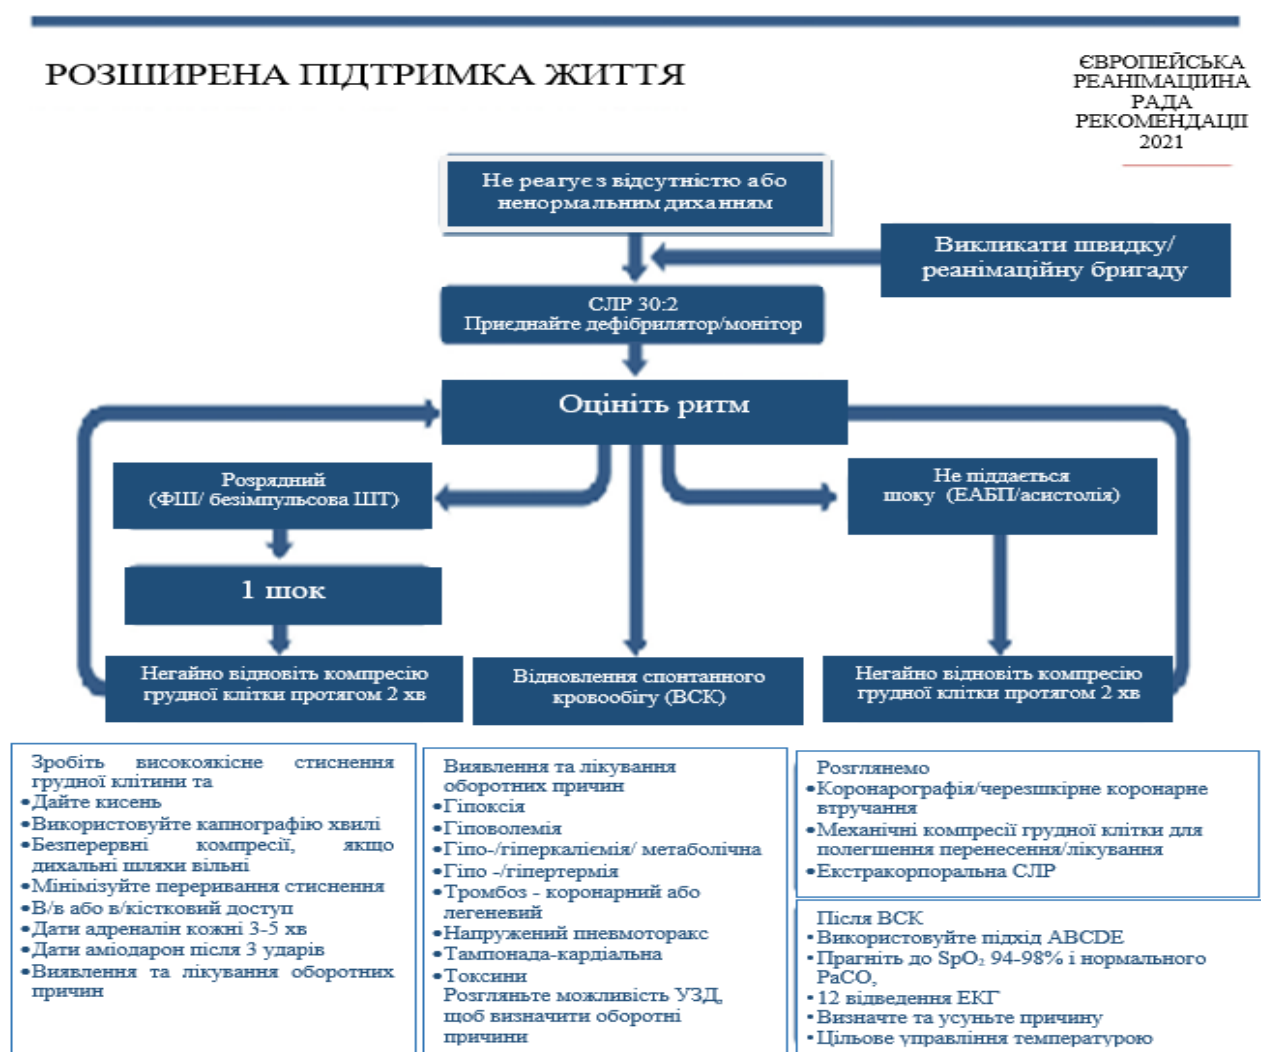 РОЗШИРЕНА ПІДТРИМКА ЖИТТЯ
ЄВРОПЕЙСЬКА
РЕАНІМАЦІИНА
РАДА
РЕКОМЕНДАЦІІ
2021
Не реагує з відсутністю або
ненормальним диханням
Викликати швидку/
реанімаційну бригаду
СЛР 30:2
Приєднайте дефібрилятор/монітор
Оцініть ритм
Розрядний
(ФШ/ безімпульсова ШТ)
Не піддається
шоку (ЕАБП/асистолія)
1 шок
Негайно відновіть компресію
грудної клітки протягом 2 хв
Відновлення спонтанного
кровообігу (ВСК)
Негайно відновіть компресію
грудної клітки протягом 2 хв
Зробіть високоякісне стиснення
грудної клітини та
•Дайте кисень
•Використовуйте капнографію хвилі
•Безперервні компресії, якщо
дихальні шляхи вільні
•Мінімізуйте переривання стиснення
•В/в або в/кістковий доступ
•Дати адреналін кожні 3-5 хв
•Дати аміодарон після 3 ударів
•Виявлення та лікування оборотних
причин
Виявлення та лікування
оборотних причин
•Гіпоксія
•Гіповолемія
•Гіпо-/гіперкаліємія/ метаболічна
•Гіпо -/гіпертермія
•Тромбоз - коронарний або
легеневий
•Напружений пневмоторакс
•Тампонада-кардіальна
•Токсини
Розгляньте можливість УЗД,
щоб визначити оборотні
причини
Розглянемо
•Коронарографія/черезшкірне коронарне
втручання
•Механічні компресії грудної клітки для
полегшення перенесення/лікування
•Екстракорпоральна СЛР
Після ВСК
•Використовуйте підхід ABCDE
•Прагніть до SpO₂ 94-98% і нормального
PaCO,
•12 відведення ЕКГ
•Визначте та усуньте причину
•Цільове управління температурою